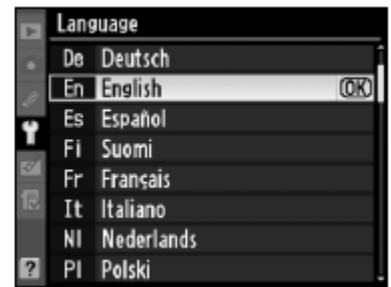 Language
De Deutsch
En English OK
Es Español
Fi Suomi
Fr Français
It Italiano
Nl Nederlands
Pl Polski
?